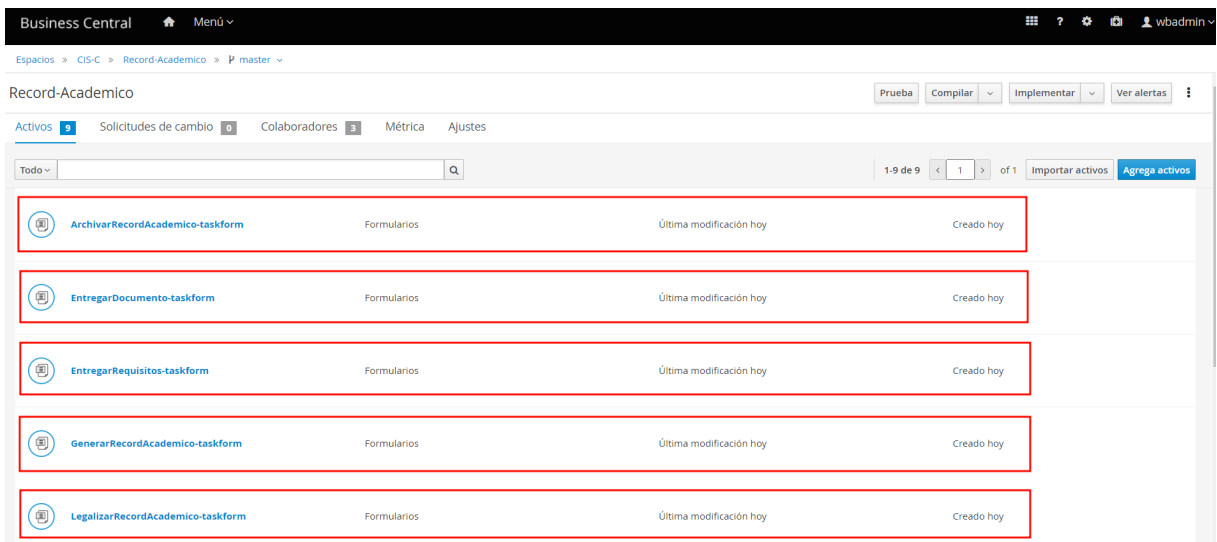 Business Central Menú ? wbadmin
Espacios » CIS-C » Record-Academico » master
Record-Academico Prueba Compilar Implementar Ver alertas
Activos 9 Solicitudes de cambio 0 Colaboradores 3 Métrica Ajustes
Todo 1-9 de 9 < 1 > of 1 Importar activos Agrega activos
ArchivarRecordAcademico-taskform Formularios Última modificación hoy Creado hoy
EntregarDocumento-taskform Formularios Última modificación hoy Creado hoy
EntregarRequisitos-taskform Formularios Última modificación hoy Creado hoy
GenerarRecordAcademico-taskform Formularios Última modificación hoy Creado hoy
LegalizarRecordAcademico-taskform Formularios Última modificación hoy Creado hoy